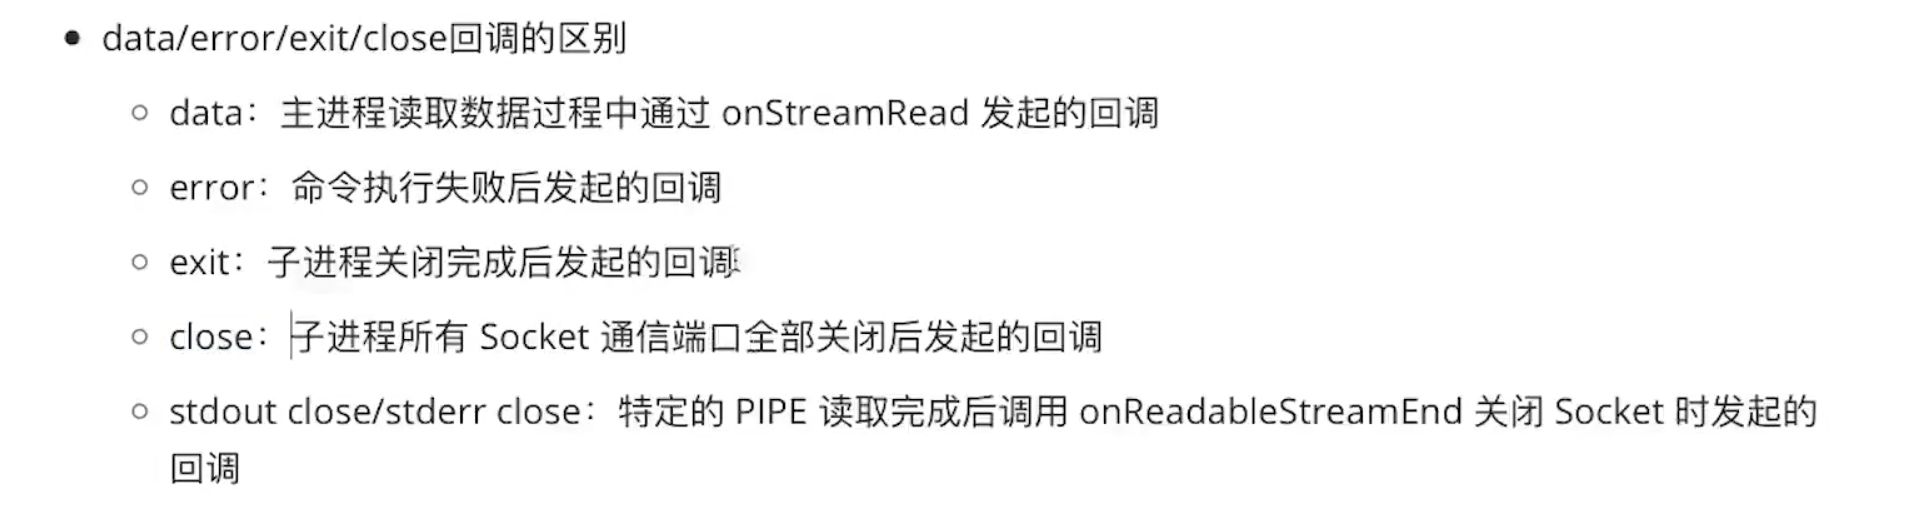 data/error/exit/close回调的区别
data：主进程读取数据过程中通过 onStreamRead 发起的回调
error：命令执行失败后发起的回调
exit：子进程关闭完成后发起的回调
close：子进程所有 Socket 通信端口全部关闭后发起的回调
stdout close/stderr close：特定的 PIPE 读取完成后调用 onReadableStreamEnd 关闭 Socket 时发起的
回调